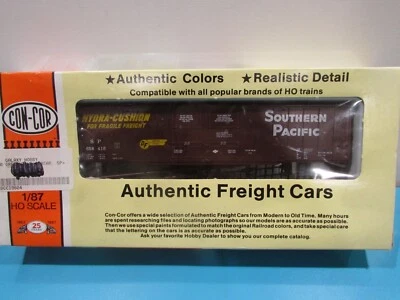 ★Authentic Colors ★Realistic Detail
Compatible with all popular brands of HO trains
CON-COR
HYDRA-CUSHION
FOR FRAGILE FREIGHT
SOUTHERN
PACIFIC
SP
GALAXY HOBBY
1/87
HO SCALE
25
Authentic Freight Cars
Con-Cor offers a wide selection of Authentic Freight Cars from Modern to Old Time. Many hours
are spent researching files and locating photographs so our models are as accurate as possible.
Then we use special paints formulated to match the original Railroad colors, and take special care
that the lettering on the cars is as accurate as possible.
Ask your favorite Hobby Dealer to show you our complete catalog.